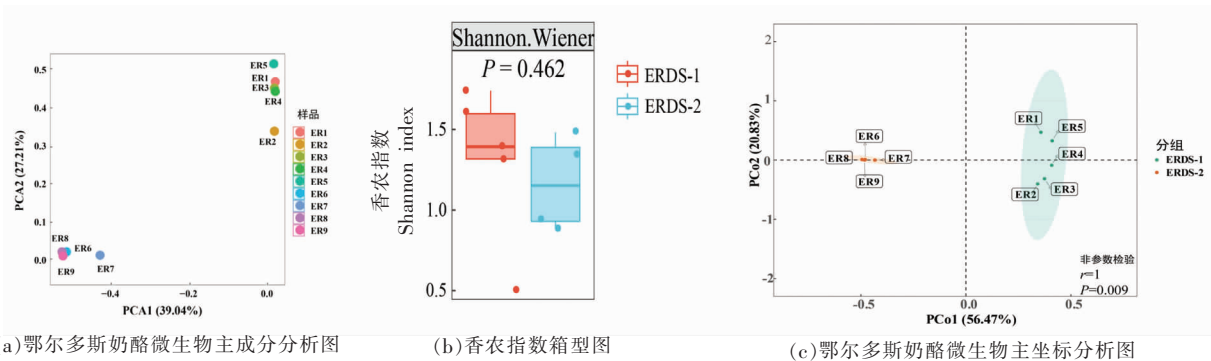 0.5
0.4
0.3
0.2
0.1
0.0
−0.4
−0.2
0.0
PCA2 (27.21%)
PCA1 (39.04%)
ER5
ER1
ER3
ER4
ER2
ER8
ER6
ER9
ER7
样品
ER1
ER2
ER3
ER4
ER5
ER6
ER7
ER8
ER9
a)鄂尔多斯奶酪微生物主成分分析图
b)
Shannon.Wiener
P = 0.462
香农指数
Shannon index
1.5
1.0
0.5
ERDS-1
ERDS-2
(b)香农指数箱型图
c)
2
1
0
−1
−2
−0.5
0.0
0.5
PCo2 (20.83%)
PCo1 (56.47%)
ER6
ER8
ER7
ER9
ER1
ER5
ER4
ER2
ER3
非参数检验
r=1
P=0.009
分组
ERDS-1
ERDS-2
(c)鄂尔多斯奶酪微生物主坐标分析图